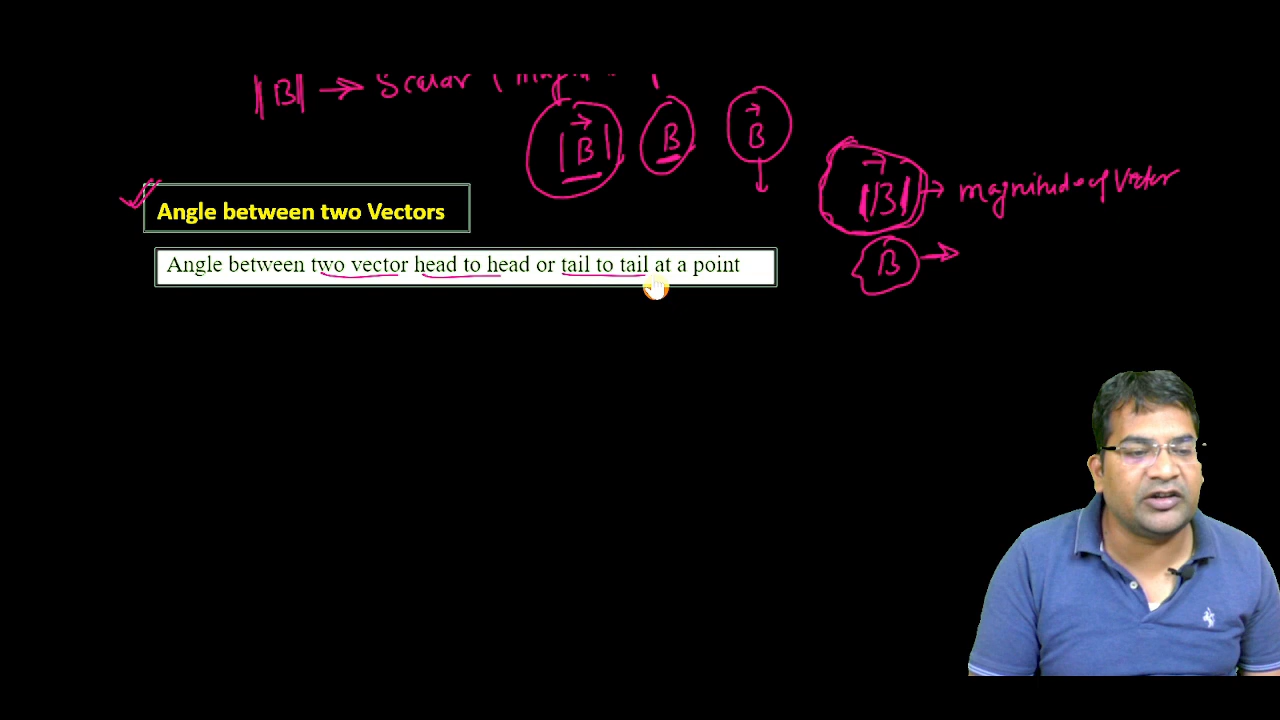 |B| → Scalar (
|B⃗| B B⃗
|B⃗| → magnitude of Vector
Angle between two Vectors
B →
Angle between two vector head to head or tail to tail at a point